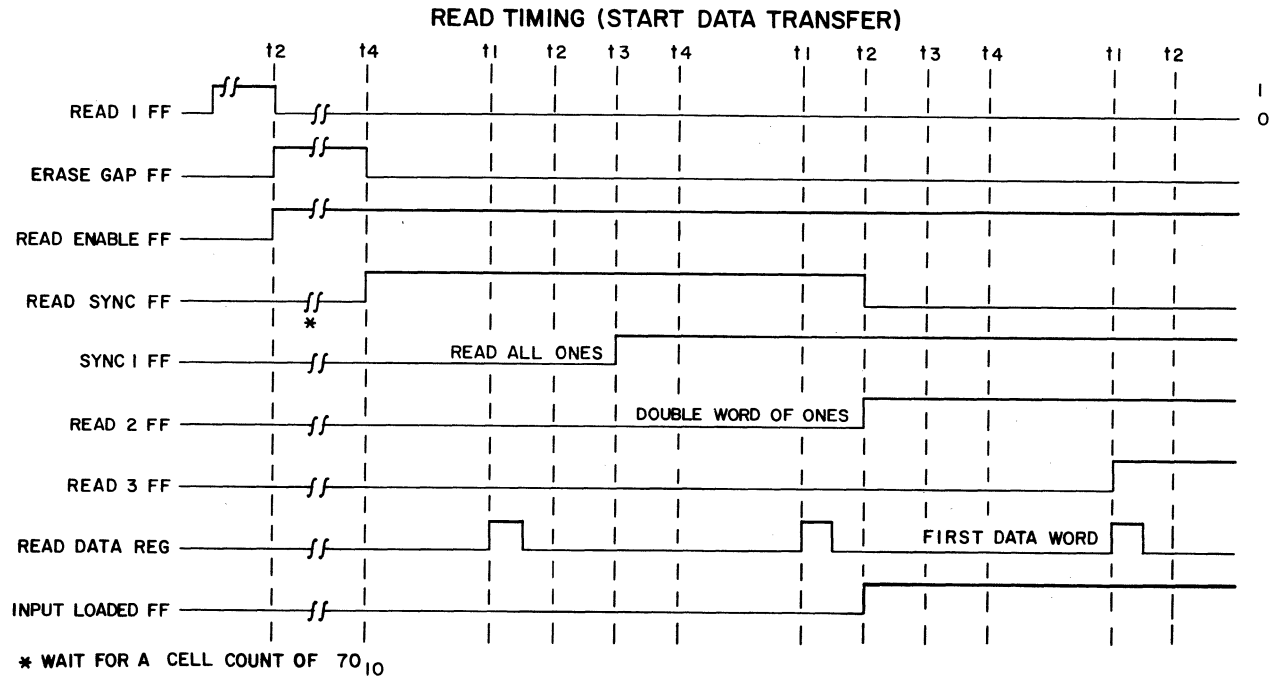 READ TIMING (START DATA TRANSFER)
t2 t4 t1 t2 t3 t4 t1 t2 t3 t4 t1 t2
READ 1 FF
1
0
ERASE GAP FF
READ ENABLE FF
READ SYNC FF
*
SYNC 1 FF
READ ALL ONES
READ 2 FF
DOUBLE WORD OF ONES
READ 3 FF
READ DATA REG
FIRST DATA WORD
INPUT LOADED FF
* WAIT FOR A CELL COUNT OF 70₁₀